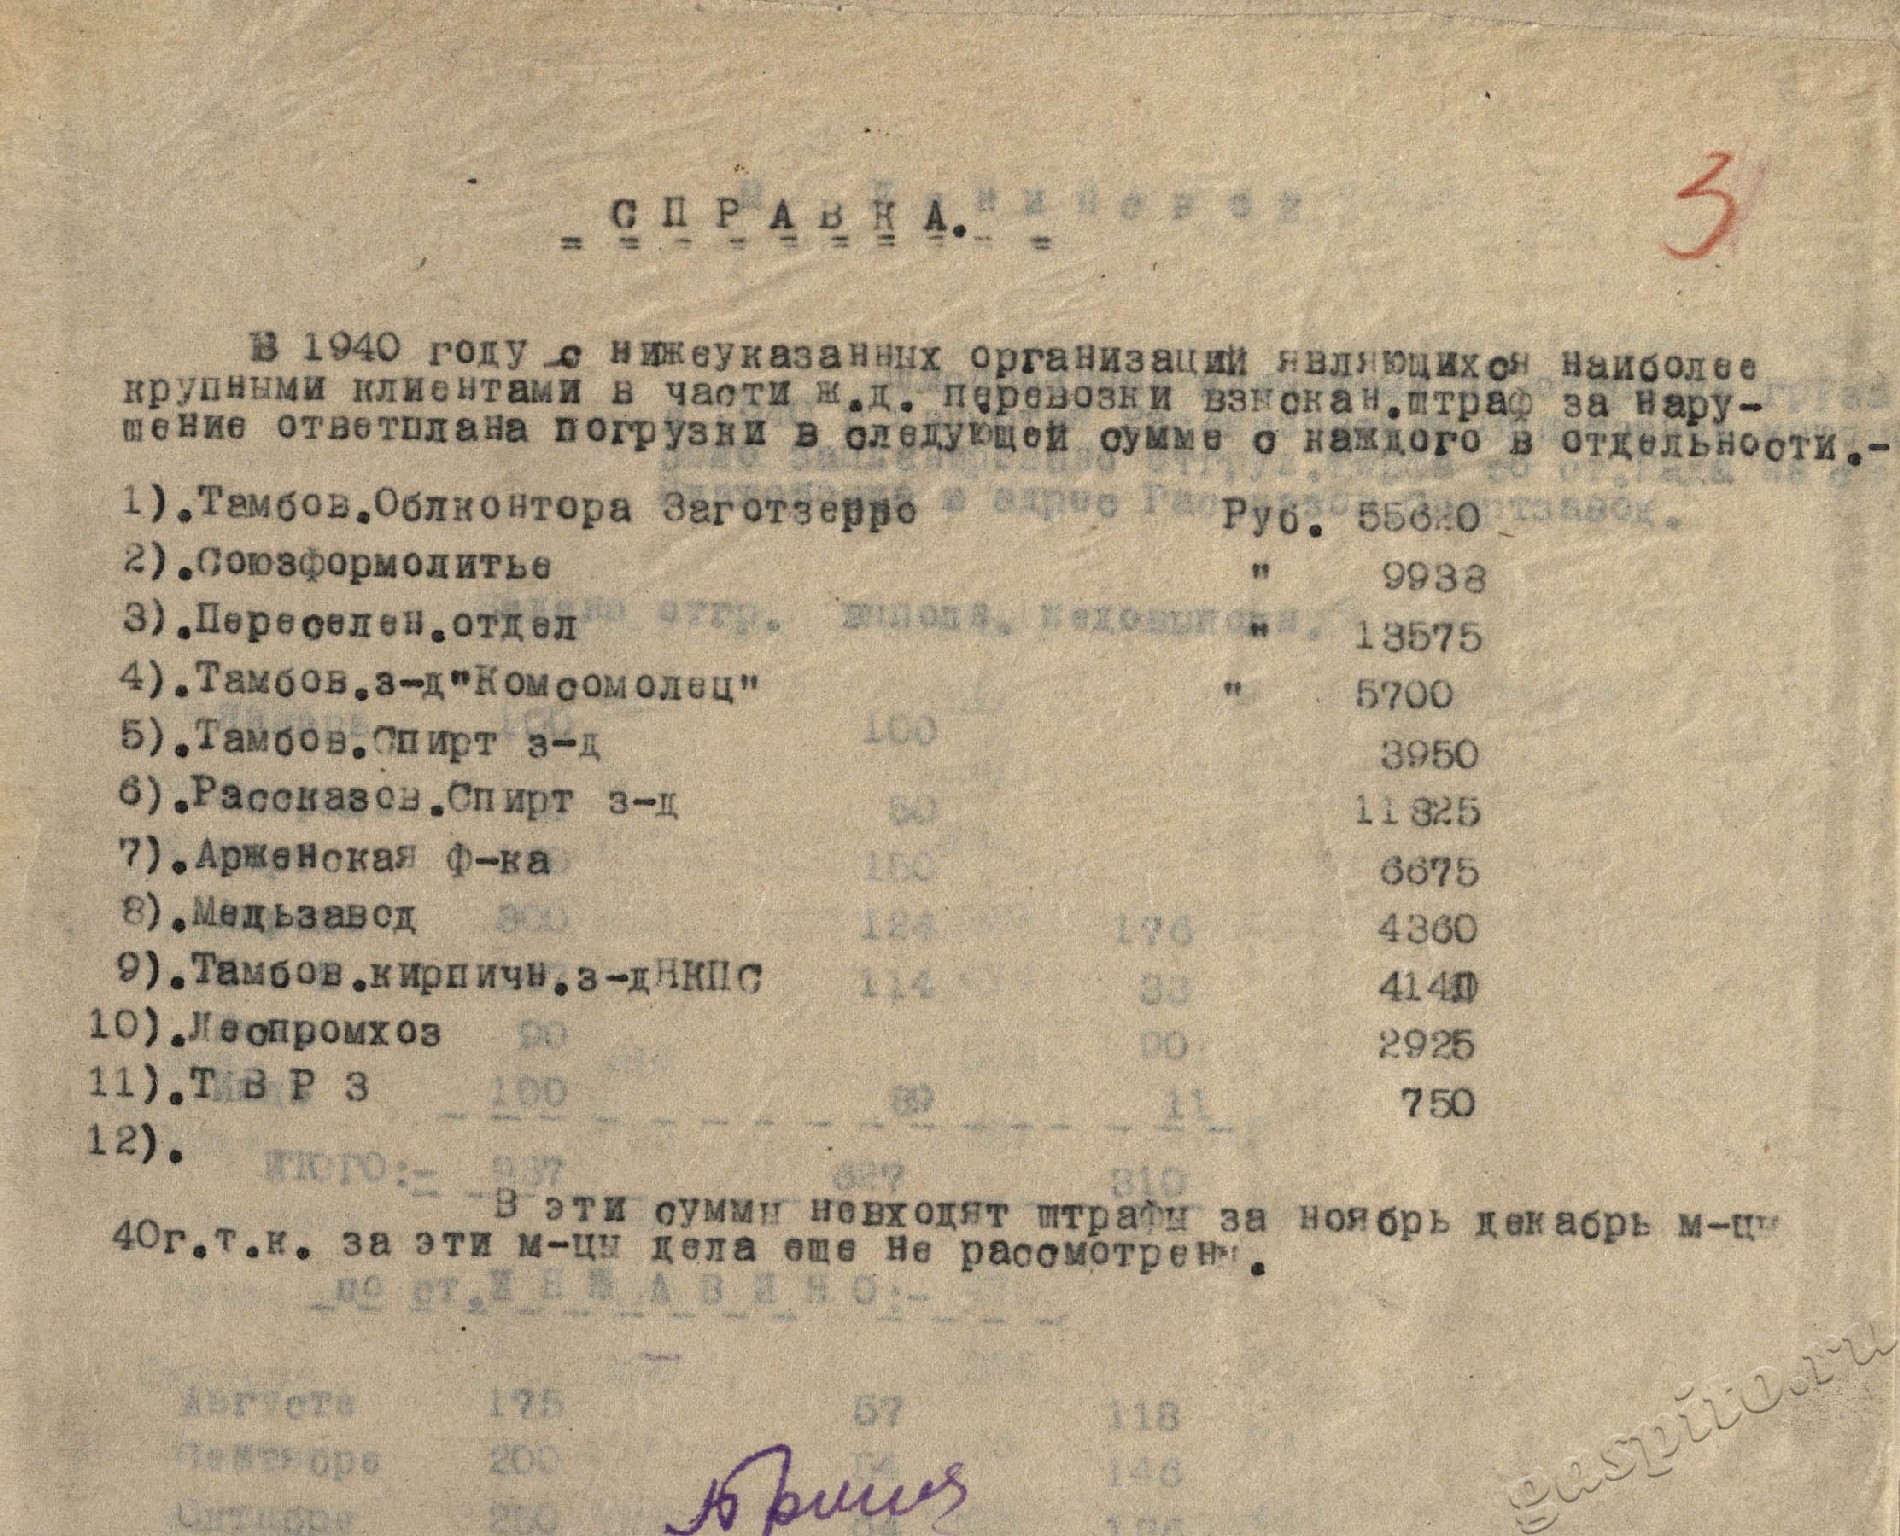 3
СПРАВКА.
В 1940 году с нижеуказанных организаций являющихся наиболее
крупными клиентами в части ж.д. перевозки взыскан.штраф за нару-
шение ответплана погрузки в следующей сумме с каждого в отдельности.-
1).Тамбов.Облконтора Заготзерро Руб. 55620
2).Союзформолитье " 9938
3).Переселен.отдел " 13575
4).Тамбов.з-д"Комсомолец" " 5700
5).Тамбов.Спирт з-д 3950
6).Рассказов.Спирт з-д 11825
7).Арженская ф-ка 6675
8).Медьзавод 4360
9).Тамбов.кирпичн.з-дНКПС 4140
10).Леспромхоз 2925
11).Т В Р З 750
12).
В эти суммы невходят штрафы за ноябрь декабрь м-цы
40г.т.к. за эти м-цы дела еще не рассмотрены.
gaspito.ru